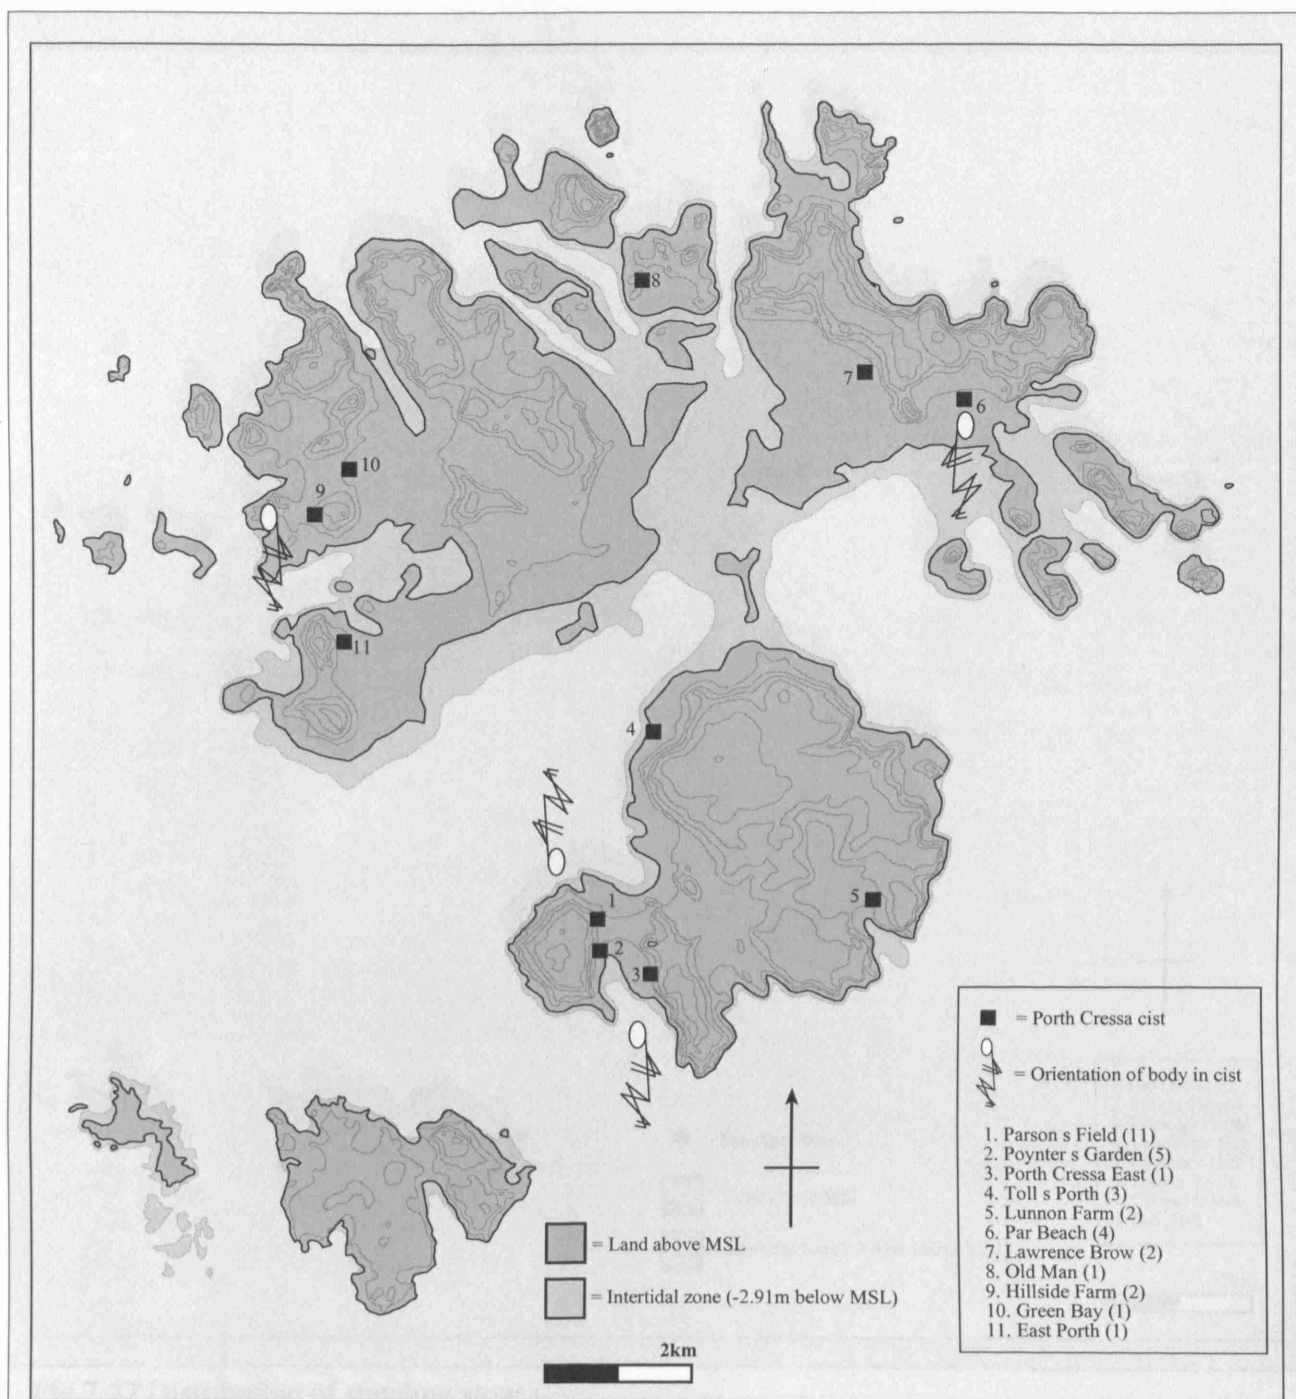 8
7
6
10
9
11
4
5
1
2
3
= Porth Cressa cist
= Orientation of body in cist
1. Parson s Field (11)
2. Poynter s Garden (5)
3. Porth Cressa East (1)
4. Toll s Porth (3)
5. Lunnon Farm (2)
6. Par Beach (4)
7. Lawrence Brow (2)
8. Old Man (1)
9. Hillside Farm (2)
10. Green Bay (1)
11. East Porth (1)
= Land above MSL
= Intertidal zone (-2.91m below MSL)
2km